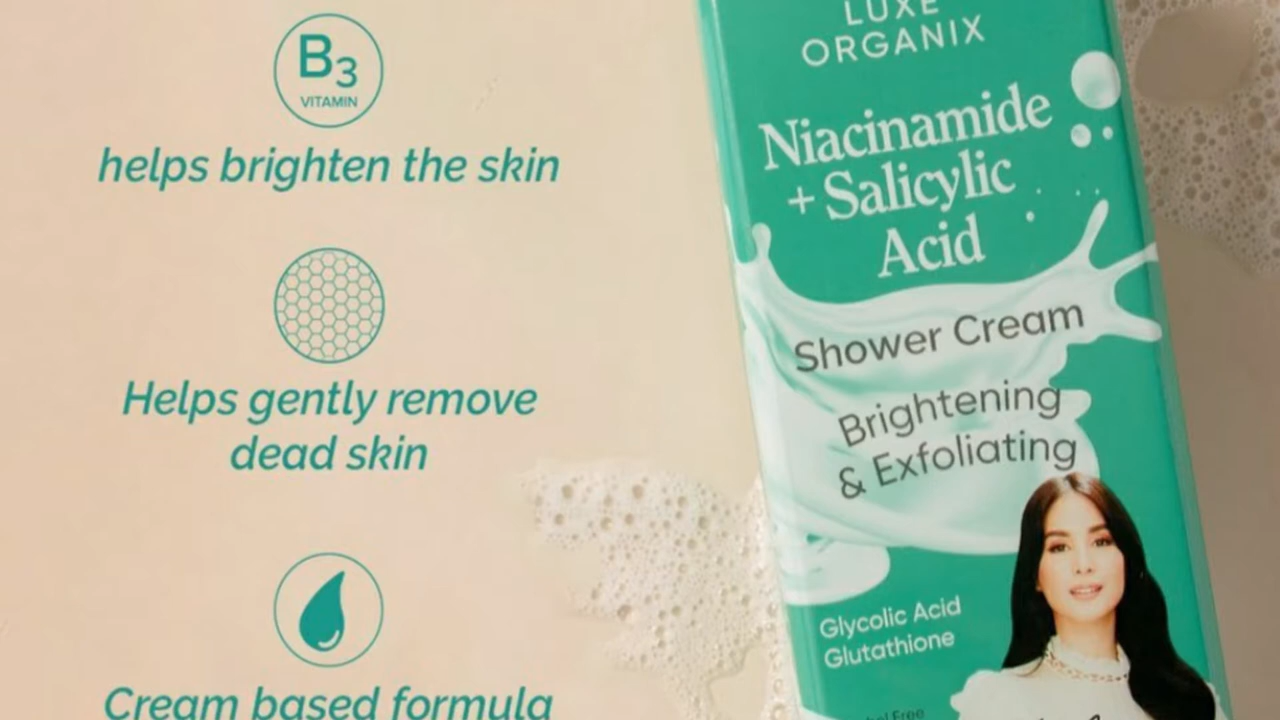 B3
VITAMIN
helps brighten the skin
Helps gently remove
dead skin
Cream based formula
LUXE
ORGANIX
Niacinamide
+ Salicylic
Acid
Shower Cream
Brightening
& Exfoliating
Glycolic Acid
Glutathione
Free